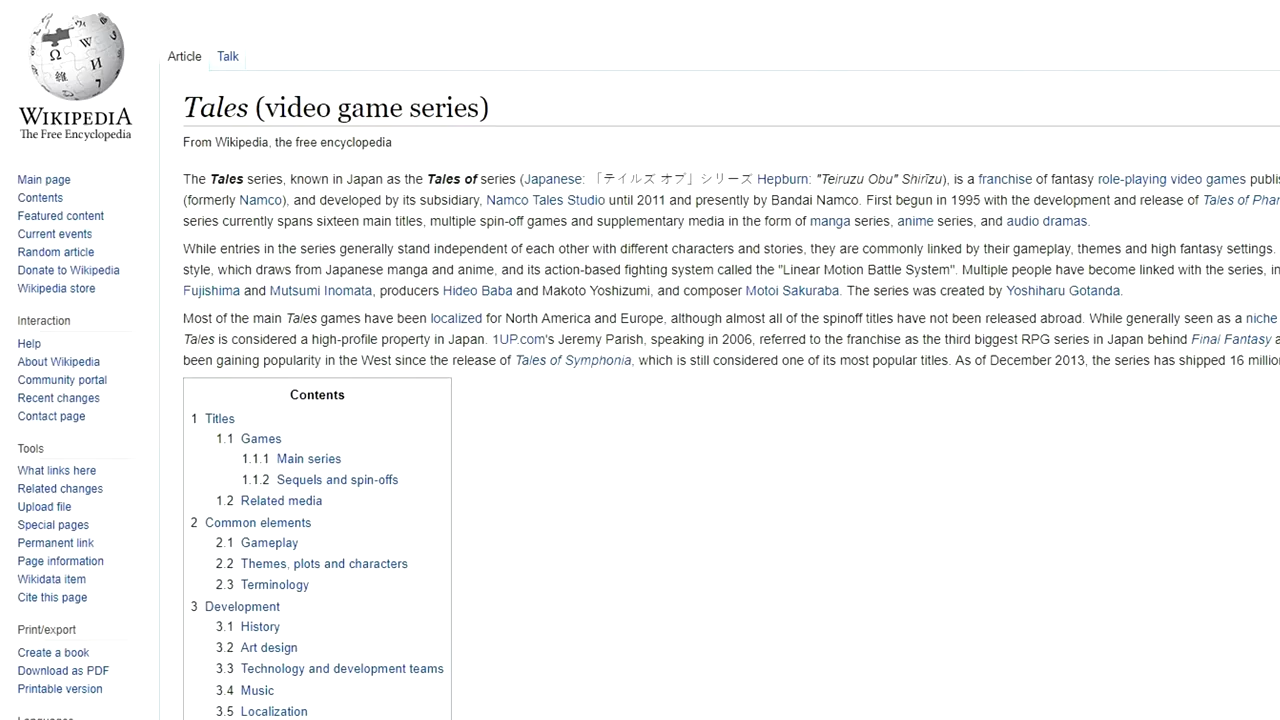 WIKIPEDIA
The Free Encyclopedia
Main page
Contents
Featured content
Current events
Random article
Donate to Wikipedia
Wikipedia store
Interaction
Help
About Wikipedia
Community portal
Recent changes
Contact page
Tools
What links here
Related changes
Upload file
Special pages
Permanent link
Page information
Wikidata item
Cite this page
Print/export
Create a book
Download as PDF
Printable version
Languages
Article Talk
Tales (video game series)
From Wikipedia, the free encyclopedia
The Tales series, known in Japan as the Tales of series (Japanese: 「テイルズ オブ」シリーズ Hepburn: "Teiruzu Obu" Shirīzu), is a franchise of fantasy role-playing video games
(formerly Namco), and developed by its subsidiary, Namco Tales Studio until 2011 and presently by Bandai Namco. First begun in 1995 with the development and release of Tales of
series currently spans sixteen main titles, multiple spin-off games and supplementary media in the form of manga series, anime series, and audio dramas.
While entries in the series generally stand independent of each other with different characters and stories, they are commonly linked by their gameplay, themes and high fantasy settings.
style, which draws from Japanese manga and anime, and its action-based fighting system called the "Linear Motion Battle System". Multiple people have become linked with the series,
Fujishima and Mutsumi Inomata, producers Hideo Baba and Makoto Yoshizumi, and composer Motoi Sakuraba. The series was created by Yoshiharu Gotanda.
Most of the main Tales games have been localized for North America and Europe, although almost all of the spinoff titles have not been released abroad. While generally seen as a niche
Tales is considered a high-profile property in Japan. 1UP.com's Jeremy Parish, speaking in 2006, referred to the franchise as the third biggest RPG series in Japan behind Final Fantasy
been gaining popularity in the West since the release of Tales of Symphonia, which is still considered one of its most popular titles. As of December 2013, the series has shipped 16
Contents
1 Titles
1.1 Games
1.1.1 Main series
1.1.2 Sequels and spin-offs
1.2 Related media
2 Common elements
2.1 Gameplay
2.2 Themes, plots and characters
2.3 Terminology
3 Development
3.1 History
3.2 Art design
3.3 Technology and development teams
3.4 Music
3.5 Localization